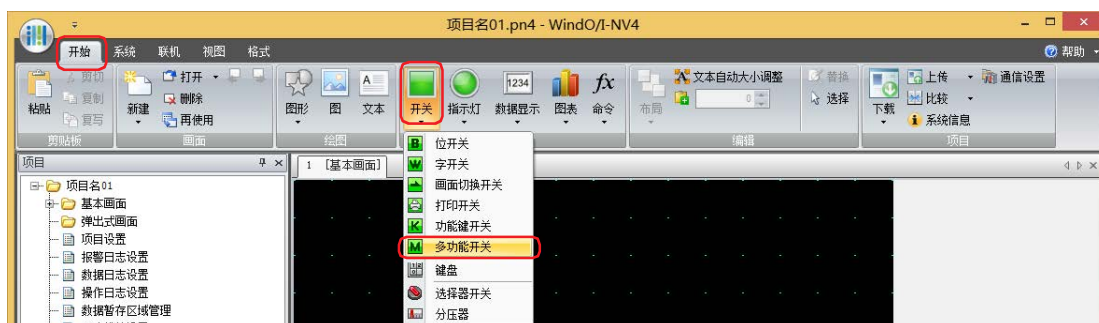 项目名01.pn4 - WindO/I-NV4
开始 系统 联机 视图 格式 帮助
粘贴 剪切 复制 复写
新建 打开 删除 再使用
图形 图 文本
A
开关 指示灯 数据显示 图表 命令
1234
fx
布局 文本自动大小调整 0
替换 选择
下载 上传 比较 系统信息 通信设置
剪贴板 画面 绘图 编辑 项目
项目
1 [基本画面]
项目名01
基本画面
弹出式画面
项目设置
报警日志设置
数据日志设置
操作日志设置
数据暂存区域管理
B 位开关
W 字开关
画面切换开关
打印开关
K 功能键开关
M 多功能开关
键盘
选择器开关
分压器